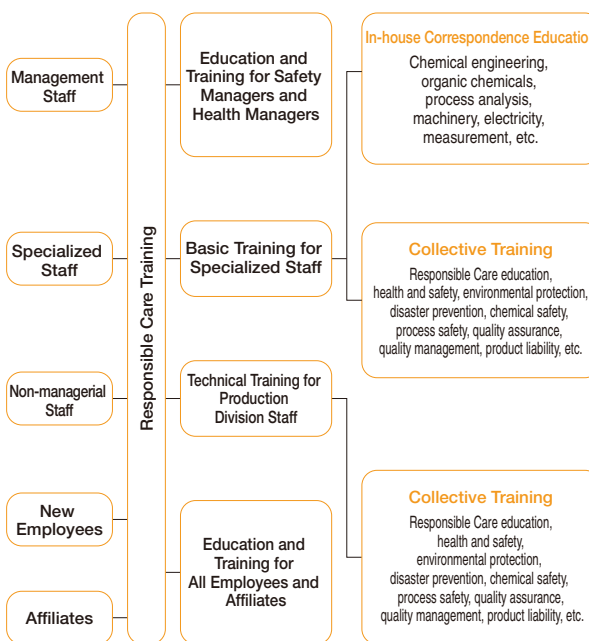 Management
Staff
Specialized
Staff
Non-managerial
Staff
New
Employees
Affiliates
Responsible Care Training
Education and
Training for Safety
Managers and
Health Managers
Basic Training for
Specialized Staff
Technical Training for
Production
Division Staff
Education and
Training for
All Employees and
Affiliates
In-house Correspondence Educatio
Chemical engineering,
organic chemicals,
process analysis,
machinery, electricity,
measurement, etc.
Collective Training
Responsible Care education,
health and safety, environmental protection,
disaster prevention, chemical safety,
process safety, quality assurance,
quality management, product liability, etc.
Collective Training
Responsible Care education,
health and safety,
environmental protection,
disaster prevention, chemical safety,
process safety, quality assurance,
quality management, product liability, etc.